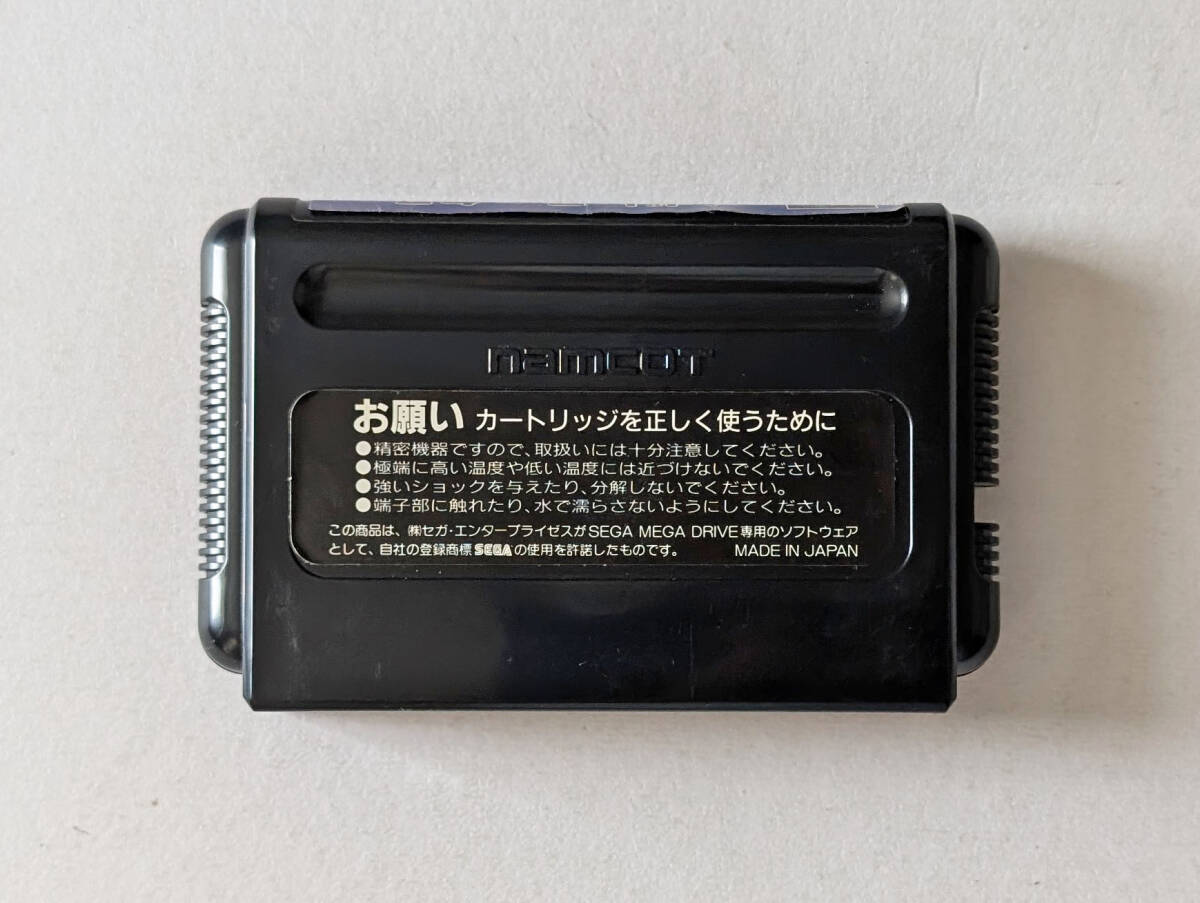 namcot
お願い カートリッジを正しく使うために
●精密機器ですので、取扱いには十分注意してください。
●極端に高い温度や低い温度には近づけないでください。
●強いショックを与えたり、分解しないでください。
●端子部に触れたり、水で濡らさないようにしてください。
この商品は、㈱セガ・エンタープライゼスがSEGA MEGA DRIVE専用のソフトウェア
として、自社の登録商標SEGAの使用を許諾したものです。 MADE IN JAPAN